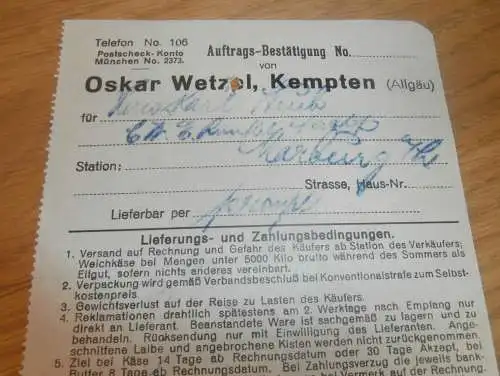 Telefon No. 106
Postscheck-Konto
München No. 2373.
Auftrags-Bestätigung No.
von
Oskar Wetzel, Kempten (Allgäu)
für
Marburg
Station:
Strasse, Haus-Nr.
Lieferbar per
Lieferungs- und Zahlungsbedingungen.
1. Versand auf Rechnung und Gefahr des Käufers ab Station des Verkäufers;
Weichkäse bei Mengen unter 5000 Kilo brutto während des Sommers als
Eilgut, sofern nichts anderes vereinbart.
2. Verpackung wird gemäß Verbandsbeschluß bei Konventionalstrafe zum Selbst-
kostenpreis.
3. Gewichtsverlust auf der Reise zu Lasten des Käufers.
4. Reklamationen drahtlich spätestens am 2. Werktage nach Empfang nur
direkt an Lieferant. Beanstandete Ware ist sachgemäß zu lagern und zu
behandeln. Rücksendung nur mit Einwilligung des Lieferanten. Ange-
schnittene Laibe und angebrochene Kisten werden nicht zurückgenommen.
5. Ziel bei Käse 14 Tage ab Rechnungsdatum oder 30 Tage Akzept, bei
Butter 8 Tage ab Rechnungsdatum. Bei Zahlungsverzug die jeweils bank-
bei Vermerk auf der Rechnung